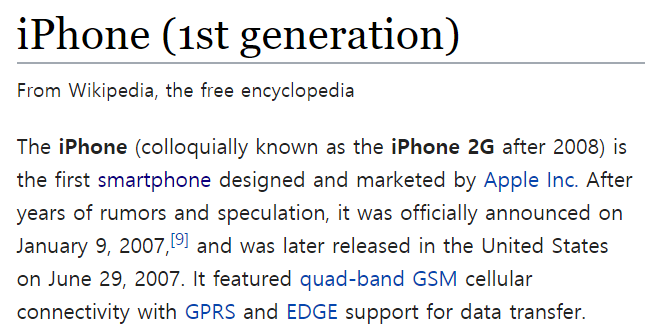 iPhone (1st generation)
From Wikipedia, the free encyclopedia
The iPhone (colloquially known as the iPhone 2G after 2008) is
the first smartphone designed and marketed by Apple Inc. After
years of rumors and speculation, it was officially announced on
January 9, 2007,[9] and was later released in the United States
on June 29, 2007. It featured quad-band GSM cellular
connectivity with GPRS and EDGE support for data transfer.